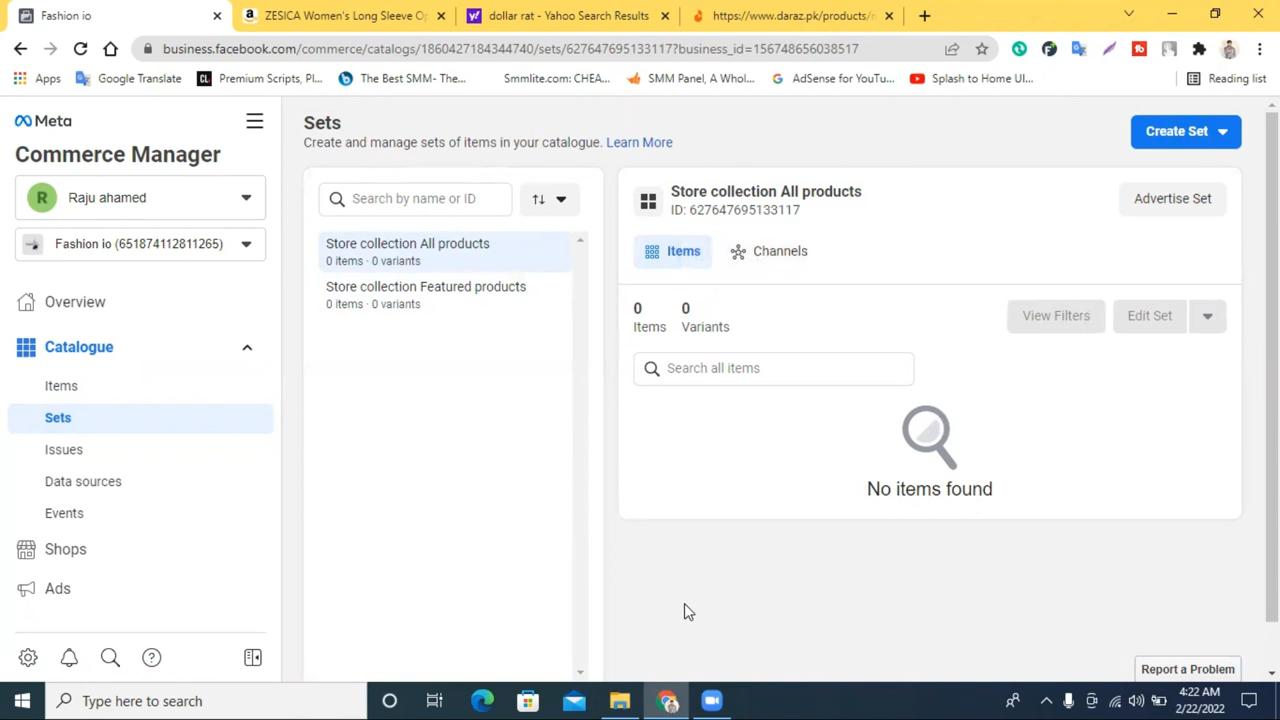 Fashion io
ZESICA Women's Long Sleeve Op
dollar rat - Yahoo Search Results
https://www.daraz.pk/products/n
business.facebook.com/commerce/catalogs/1860427184344740/sets/627647695133117?business_id=156748656038517
Apps
Google Translate
Premium Scripts, Pl...
The Best SMM- The...
Smmlite.com: CHEA...
SMM Panel, A Whol...
AdSense for YouTu...
Splash to Home UI...
Reading list
Meta
Commerce Manager
R
Raju ahamed
Fashion io (651874112811265)
Overview
Catalogue
Items
Sets
Issues
Data sources
Events
Shops
Ads
Sets
Create and manage sets of items in your catalogue. Learn More
Create Set
Search by name or ID
Store collection All products
0 items · 0 variants
Store collection Featured products
0 items · 0 variants
Store collection All products
ID: 627647695133117
Advertise Set
Items
Channels
0
Items
0
Variants
View Filters
Edit Set
Search all items
No items found
Report a Problem
Type here to search
4:22 AM
2/22/2022